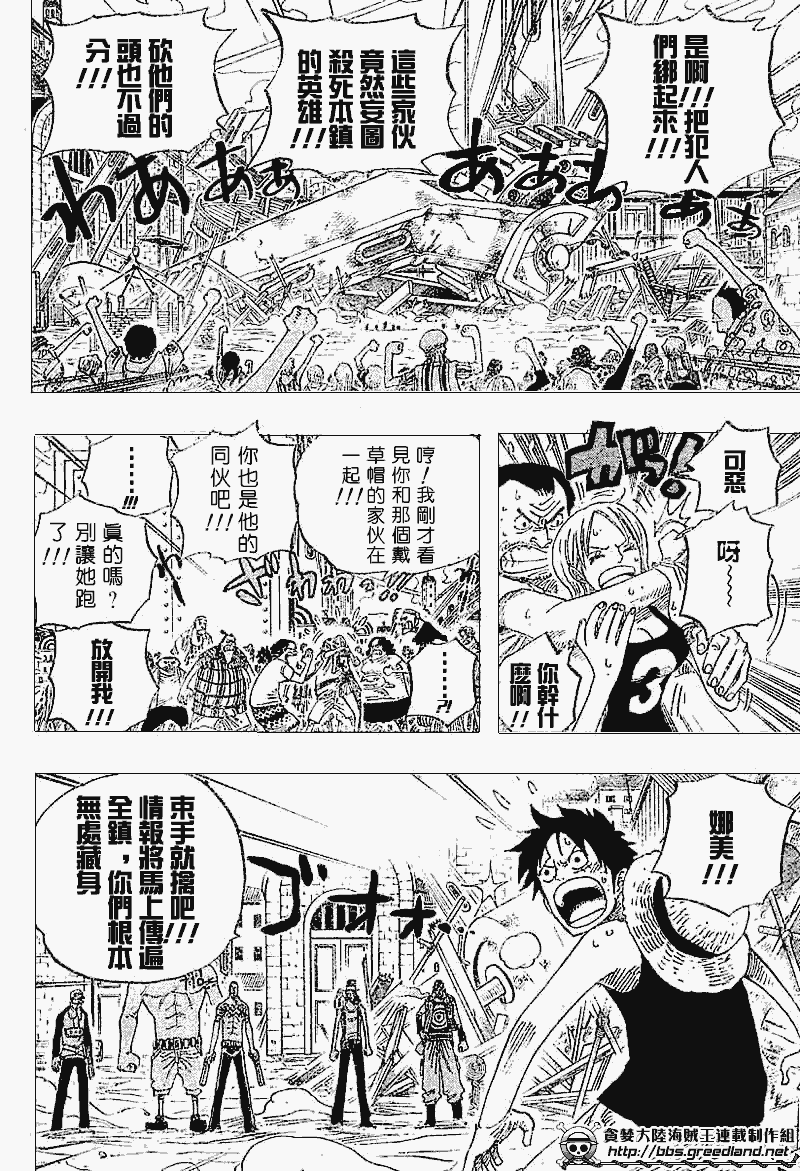 是啊!!!把犯人
們綁起來!!!
這些家伙
竟然妄圖
殺死本鎮
的英雄
!!!
砍他們的
頭也不過
分!!!
わあああああああ
可惡
呀～～
你幹什
麼啊!!
哼！我剛才看
見你和那個戴
草帽的家伙在
一起!!!
你也是他的
同伙吧!!!
……!!!
真的嗎？
別讓她跑
了!!!
放開我
!!!
……?!
娜美
!!!
束手就擒吧!!!
情報將馬上傳遍
全鎮，你們根本
無處藏身
ゴオオォ
貪婪大陸海賊王連載制作組
http://bbs.greedland.net